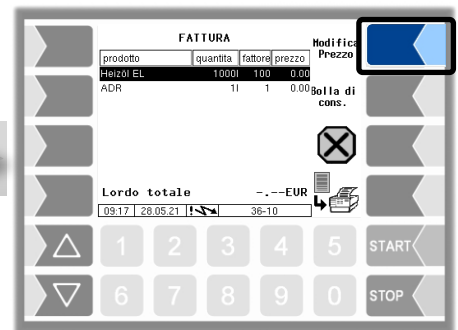 FATTURA
Modifica Prezzo
prodotto quantita fattore prezzo
Heizöl EL 1000l 100 0.00
ADR 1l 1 0.00
Bolla di cons.
Lordo totale -.--EUR
09:17 28.05.21 36-10
1 2 3 4 5 START
6 7 8 9 0 STOP